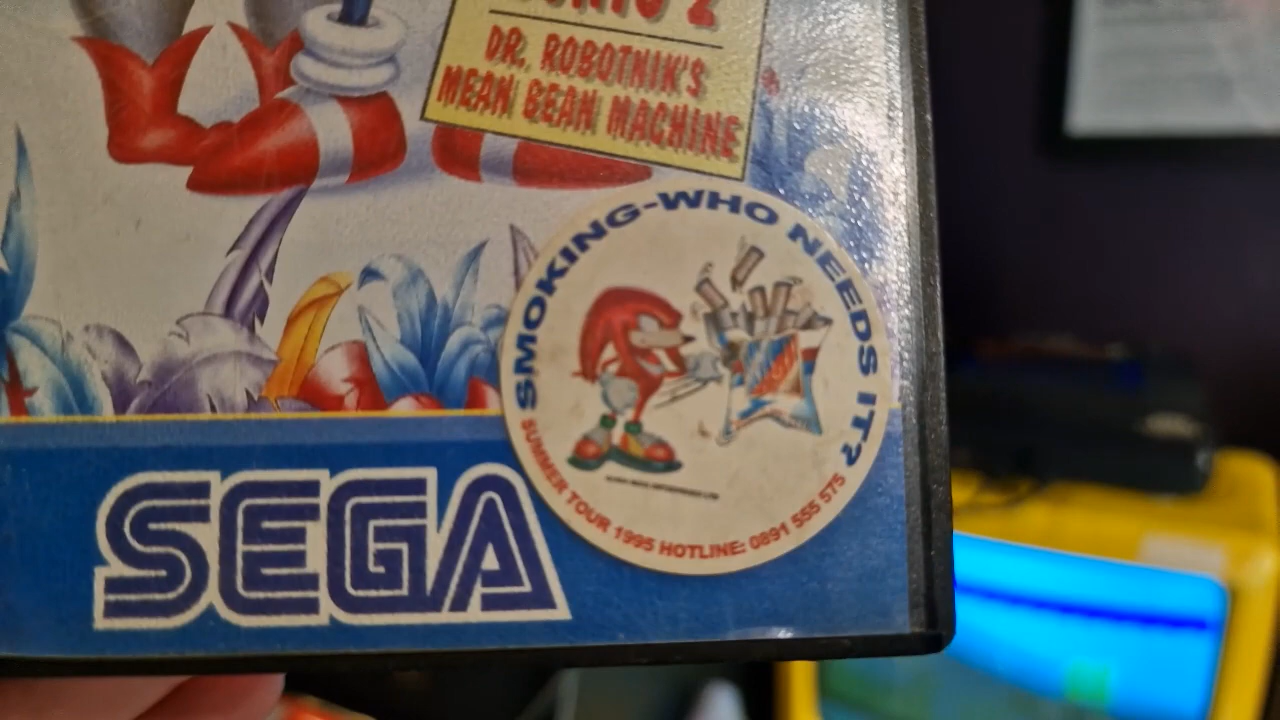 DR. ROBOTNIK'S
MEAN BEAN MACHINE
SMOKING-WHO NEEDS IT?
SUMMER TOUR 1995 HOTLINE: 0891 555 575
SEGA